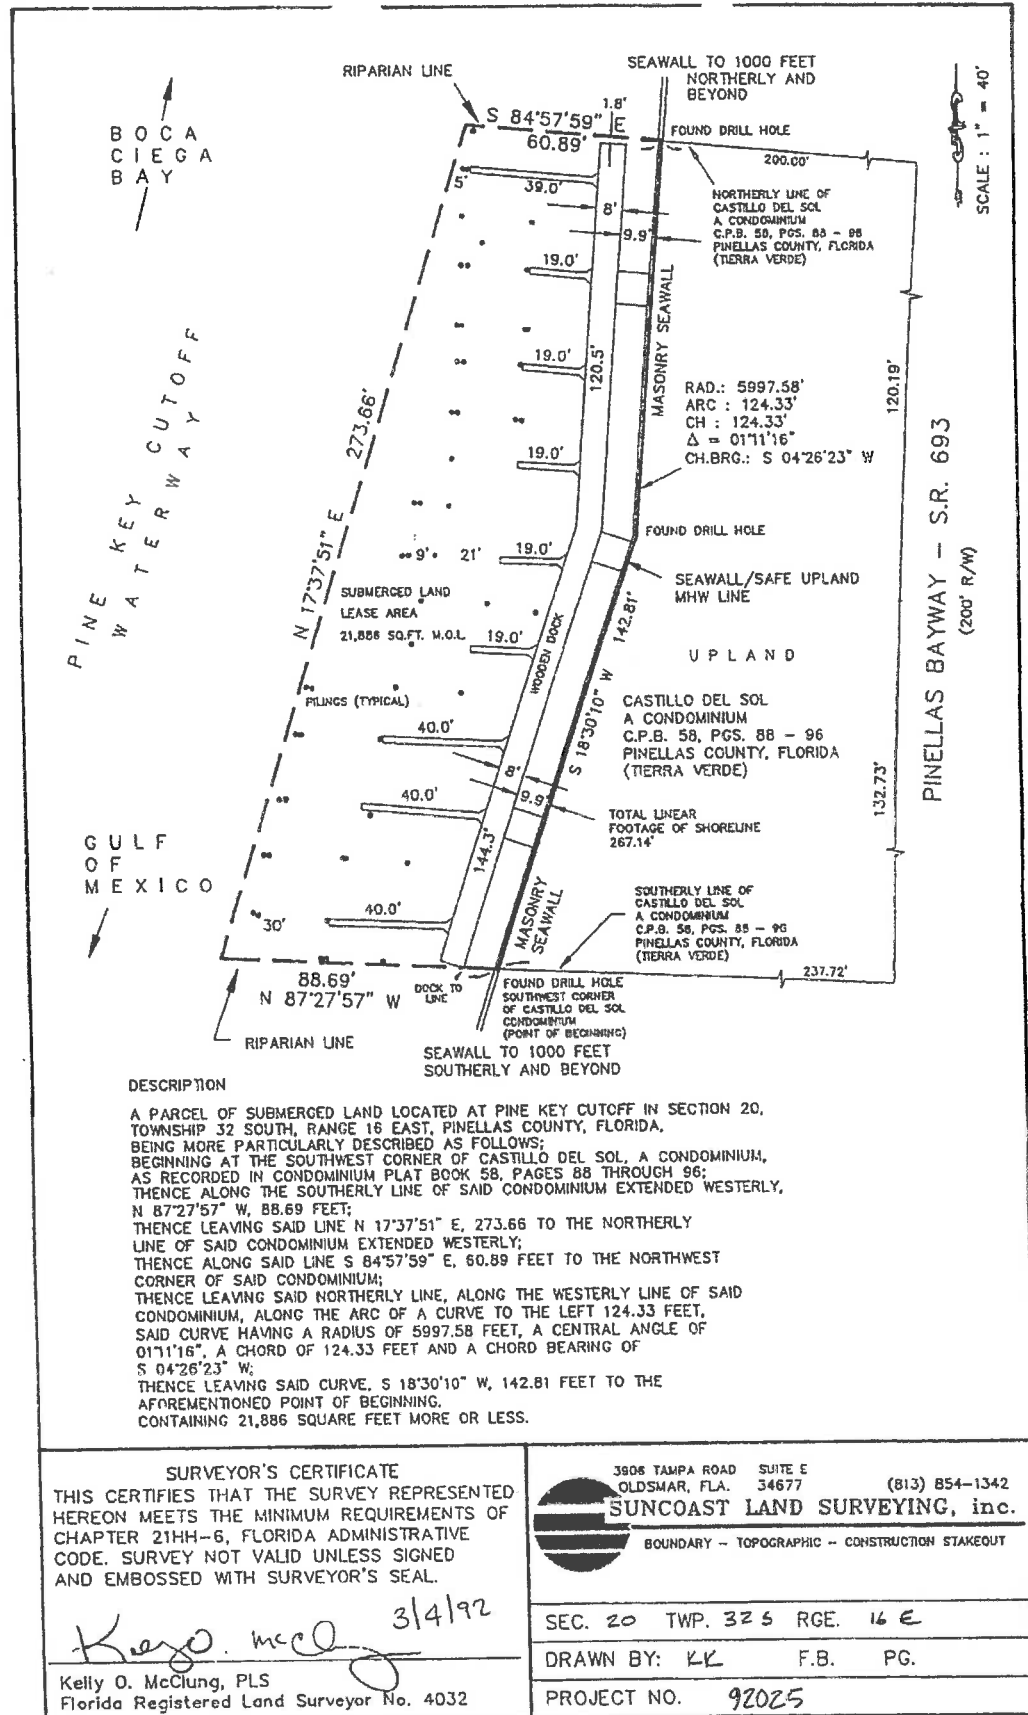 SEAWALL TO 1000 FEET
NORTHERLY AND
BEYOND
RIPARIAN LINE
1.8'
S 84°57'59" E
60.89'
FOUND DRILL HOLE
200.00'
BOCA
CIEGA
BAY
SCALE : 1" = 40'
5'
39.0'
8'
9.9'
NORTHERLY LINE OF
CASTILLO DEL SOL
A CONDOMINIUM
C.P.B. 58, PGS. 88 - 96
PINELLAS COUNTY, FLORIDA
(TIERRA VERDE)
19.0'
MASONRY SEAWALL
19.0'
120.5'
120.19'
RAD.: 5997.58'
ARC : 124.33'
CH : 124.33'
Δ = 01°11'16"
CH.BRG.: S 04°26'23" W
PINE KEY CUTOFF
WATERWAY
N 17°37'51" E 273.66'
19.0'
PINELLAS BAYWAY - S.R. 693
(200' R/W)
FOUND DRILL HOLE
9' 21'
19.0'
SEAWALL/SAFE UPLAND
MHW LINE
SUBMERGED LAND
LEASE AREA
21,886 SQ.FT. M.O.L.
19.0'
WOODEN DOCK
S 18°30'10" W 142.81'
UPLAND
PILINGS (TYPICAL)
CASTILLO DEL SOL
A CONDOMINIUM
C.P.B. 58, PGS. 88 - 96
PINELLAS COUNTY, FLORIDA
(TIERRA VERDE)
40.0'
8'
9.9'
40.0'
132.73'
TOTAL LINEAR
FOOTAGE OF SHORELINE
267.14'
144.3'
GULF
OF
MEXICO
MASONRY
SEAWALL
SOUTHERLY LINE OF
CASTILLO DEL SOL
A CONDOMINIUM
C.P.B. 58, PGS. 88 - 96
PINELLAS COUNTY, FLORIDA
(TIERRA VERDE)
40.0'
30'
237.72'
88.69'
N 87°27'57" W
DOCK TO
LINE
FOUND DRILL HOLE
SOUTHWEST CORNER
OF CASTILLO DEL SOL
CONDOMINIUM
(POINT OF BEGINNING)
RIPARIAN LINE
SEAWALL TO 1000 FEET
SOUTHERLY AND BEYOND
DESCRIPTION
A PARCEL OF SUBMERGED LAND LOCATED AT PINE KEY CUTOFF IN SECTION 20,
TOWNSHIP 32 SOUTH, RANGE 16 EAST, PINELLAS COUNTY, FLORIDA,
BEING MORE PARTICULARLY DESCRIBED AS FOLLOWS;
BEGINNING AT THE SOUTHWEST CORNER OF CASTILLO DEL SOL, A CONDOMINIUM,
AS RECORDED IN CONDOMINIUM PLAT BOOK 58, PAGES 88 THROUGH 96;
THENCE ALONG THE SOUTHERLY LINE OF SAID CONDOMINIUM EXTENDED WESTERLY,
N 87°27'57" W, 88.69 FEET;
THENCE LEAVING SAID LINE N 17°37'51" E, 273.66 TO THE NORTHERLY
LINE OF SAID CONDOMINIUM EXTENDED WESTERLY;
THENCE ALONG SAID LINE S 84°57'59" E, 60.89 FEET TO THE NORTHWEST
CORNER OF SAID CONDOMINIUM;
THENCE LEAVING SAID NORTHERLY LINE, ALONG THE WESTERLY LINE OF SAID
CONDOMINIUM, ALONG THE ARC OF A CURVE TO THE LEFT 124.33 FEET,
SAID CURVE HAVING A RADIUS OF 5997.58 FEET, A CENTRAL ANGLE OF
01°11'16", A CHORD OF 124.33 FEET AND A CHORD BEARING OF
S 04°26'23" W;
THENCE LEAVING SAID CURVE, S 18°30'10" W, 142.81 FEET TO THE
AFOREMENTIONED POINT OF BEGINNING.
CONTAINING 21,886 SQUARE FEET MORE OR LESS.
SURVEYOR'S CERTIFICATE
THIS CERTIFIES THAT THE SURVEY REPRESENTED
HEREON MEETS THE MINIMUM REQUIREMENTS OF
CHAPTER 21HH-6, FLORIDA ADMINISTRATIVE
CODE. SURVEY NOT VALID UNLESS SIGNED
AND EMBOSSED WITH SURVEYOR'S SEAL.
3/4/92
Kelly O. McClung, PLS
Florida Registered Land Surveyor No. 4032
3906 TAMPA ROAD SUITE E
OLDSMAR, FLA. 34677 (813) 854-1342
SUNCOAST LAND SURVEYING, inc.
BOUNDARY - TOPOGRAPHIC - CONSTRUCTION STAKEOUT
SEC. 20 TWP. 32 S RGE. 16 E
DRAWN BY: KK F.B. PG.
PROJECT NO. 92025